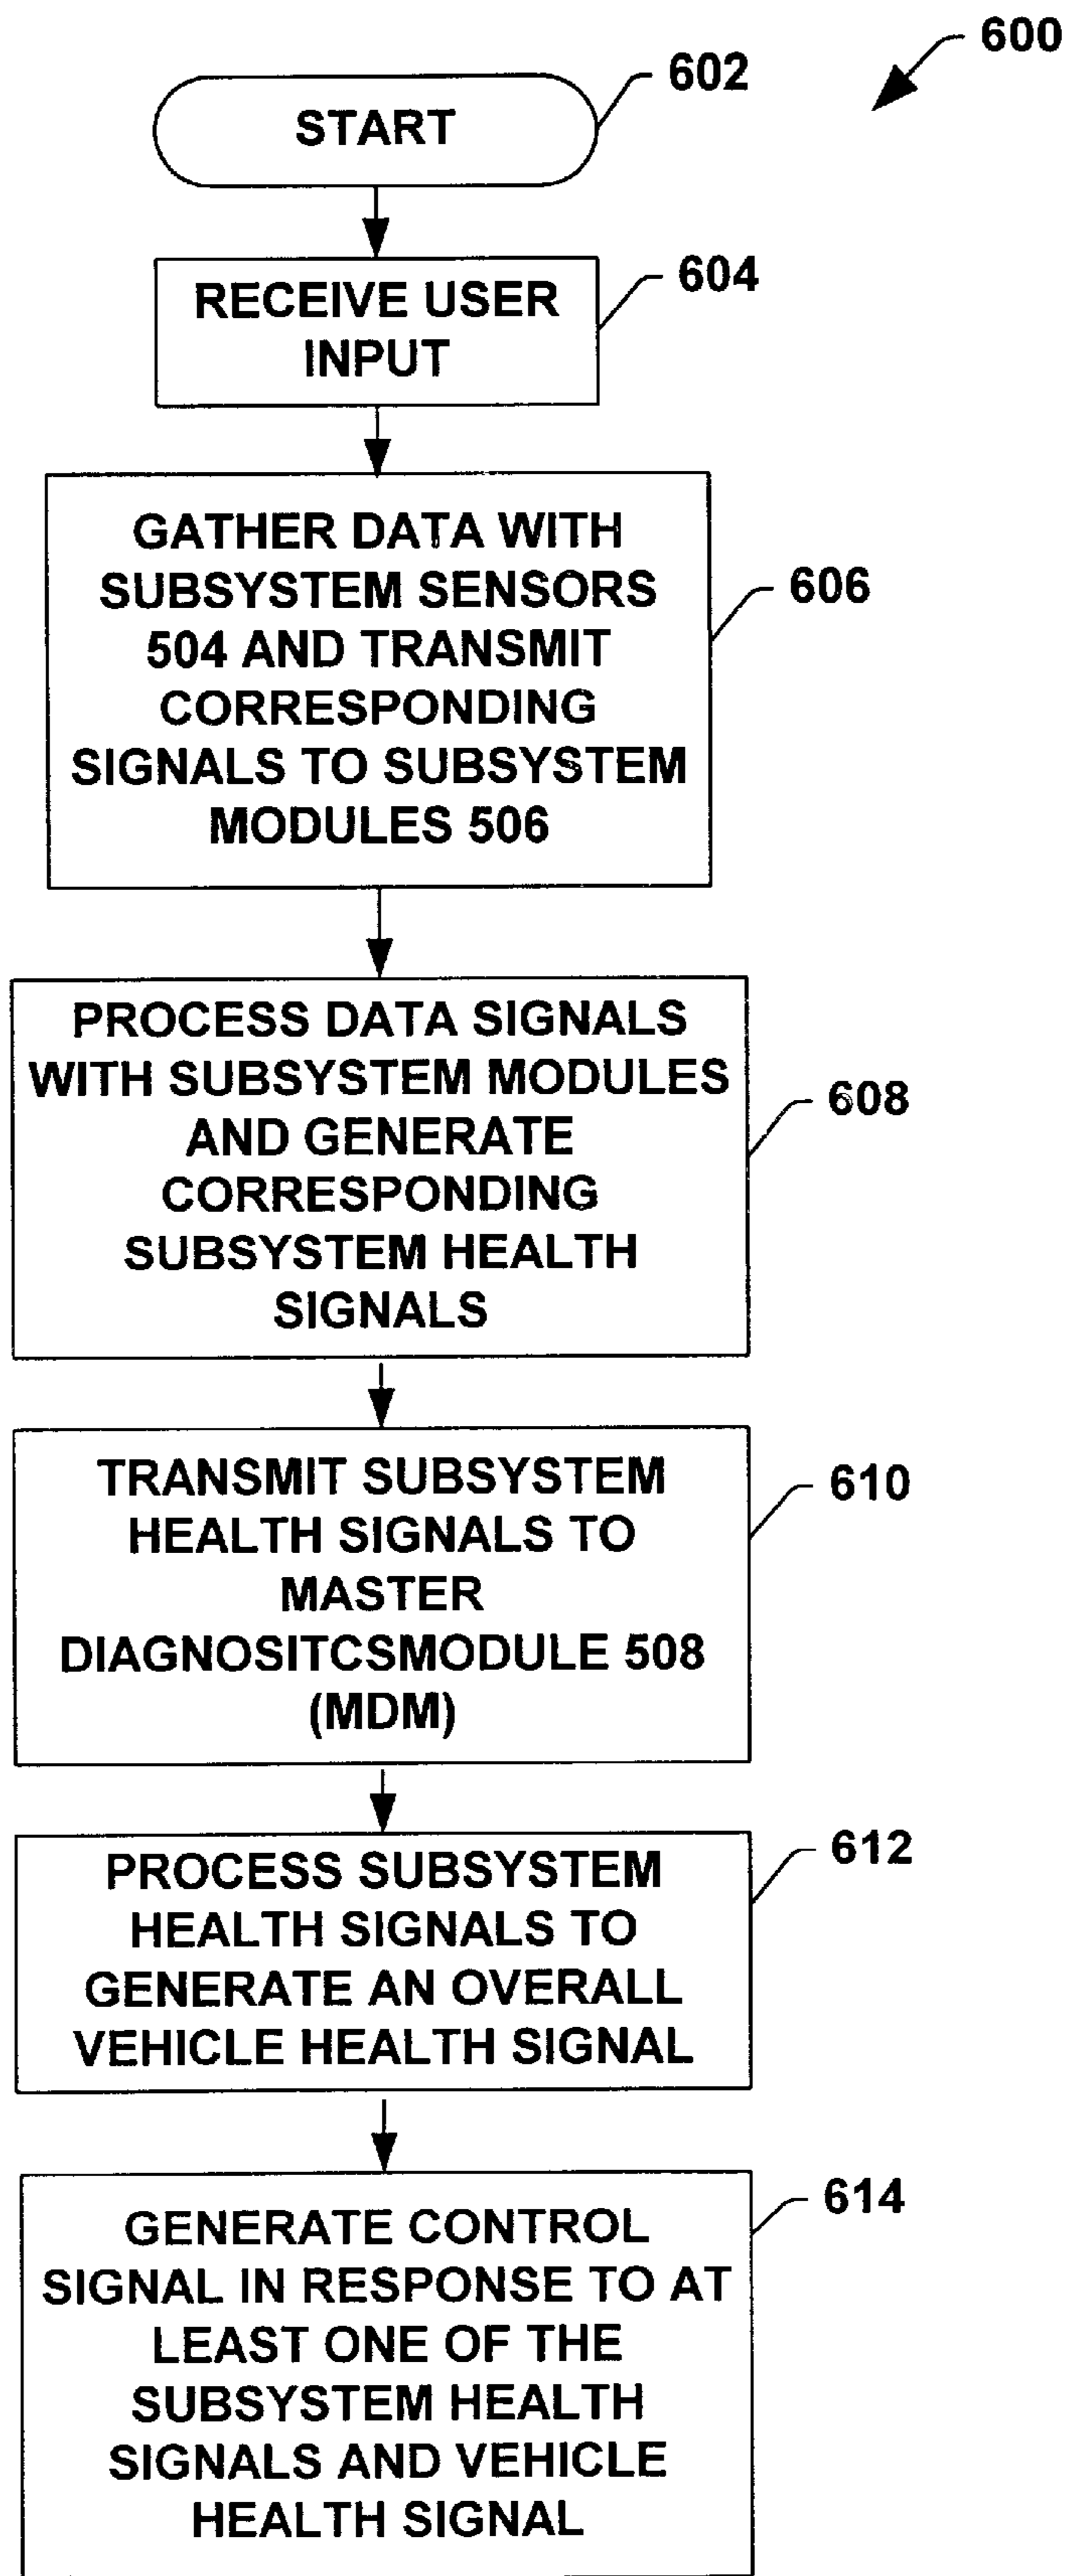 600
602
START
604
RECEIVE USER
INPUT
606
GATHER DATA WITH
SUBSYSTEM SENSORS
504 AND TRANSMIT
CORRESPONDING
SIGNALS TO SUBSYSTEM
MODULES 506
608
PROCESS DATA SIGNALS
WITH SUBSYSTEM MODULES
AND GENERATE
CORRESPONDING
SUBSYSTEM HEALTH
SIGNALS
610
TRANSMIT SUBSYSTEM
HEALTH SIGNALS TO
MASTER
DIAGNOSITCSMODULE 508
(MDM)
612
PROCESS SUBSYSTEM
HEALTH SIGNALS TO
GENERATE AN OVERALL
VEHICLE HEALTH SIGNAL
614
GENERATE CONTROL
SIGNAL IN RESPONSE TO AT
LEAST ONE OF THE
SUBSYSTEM HEALTH
SIGNALS AND VEHICLE
HEALTH SIGNAL